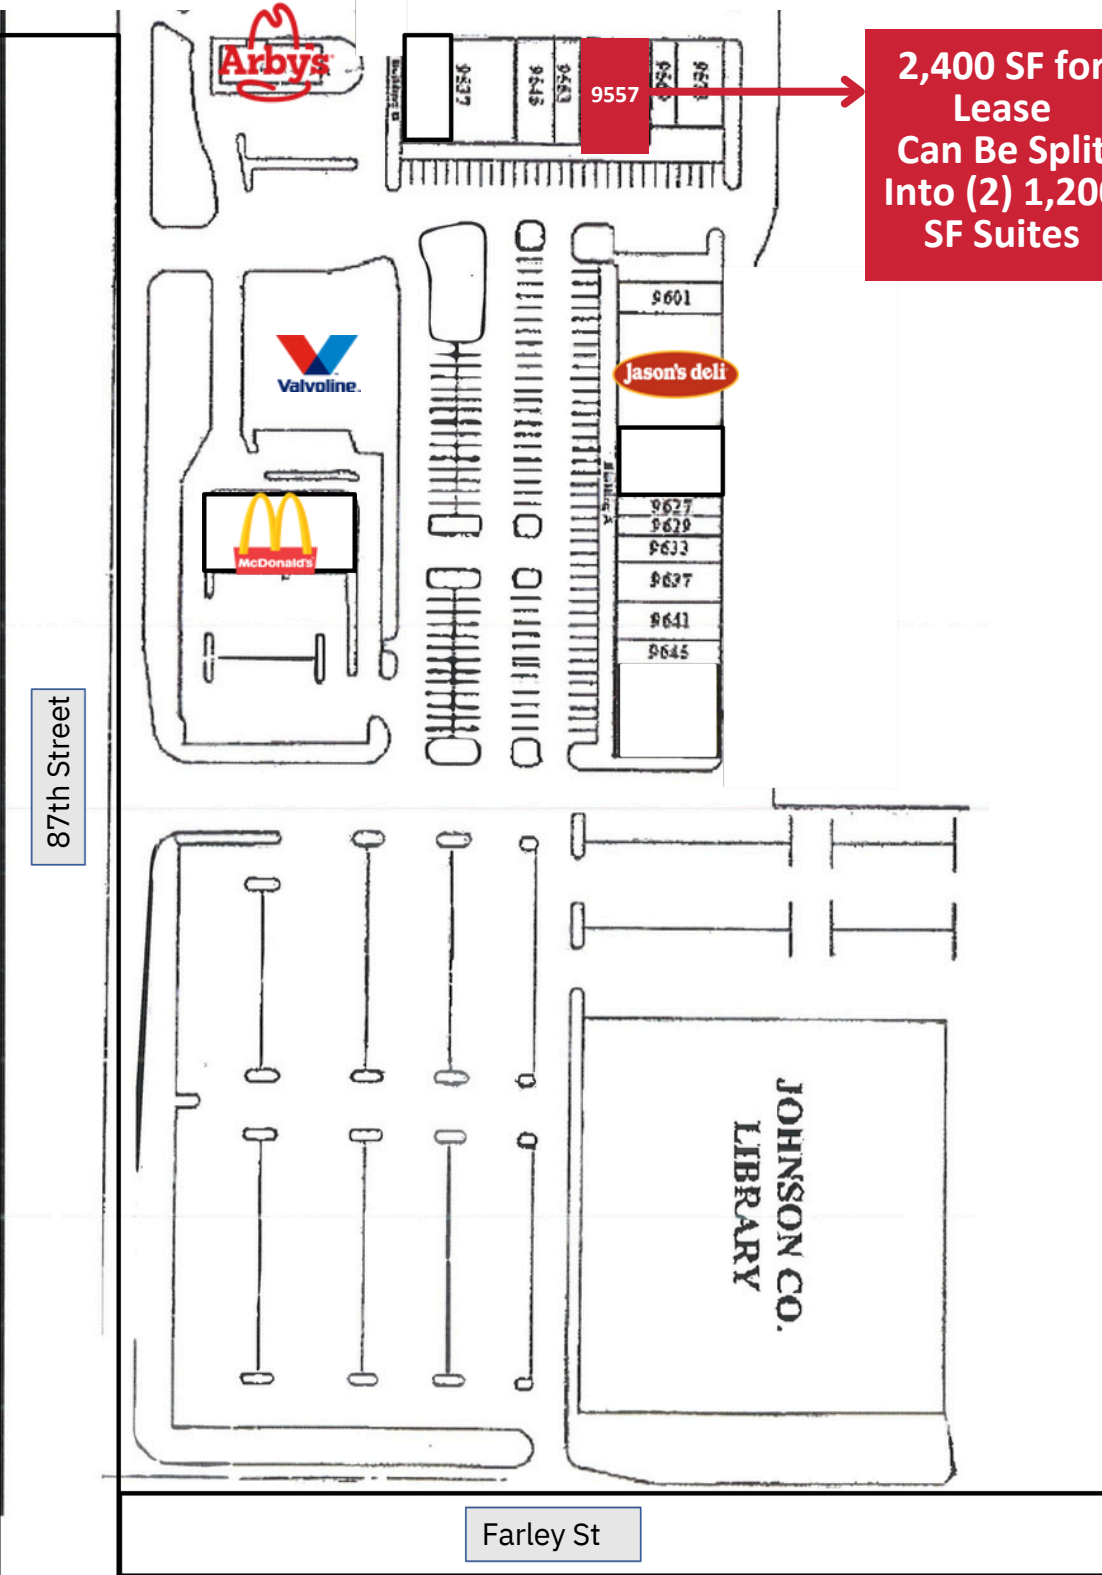 Arby's
9537
9545
9553
9557
2,400 SF for
Lease
Can Be Split
Into (2) 1,200
SF Suites
9601
Valvoline
Jason's deli
McDonald's
9627
9629
9633
9637
9641
9645
87th Street
JOHNSON CO.
LIBRARY
Farley St